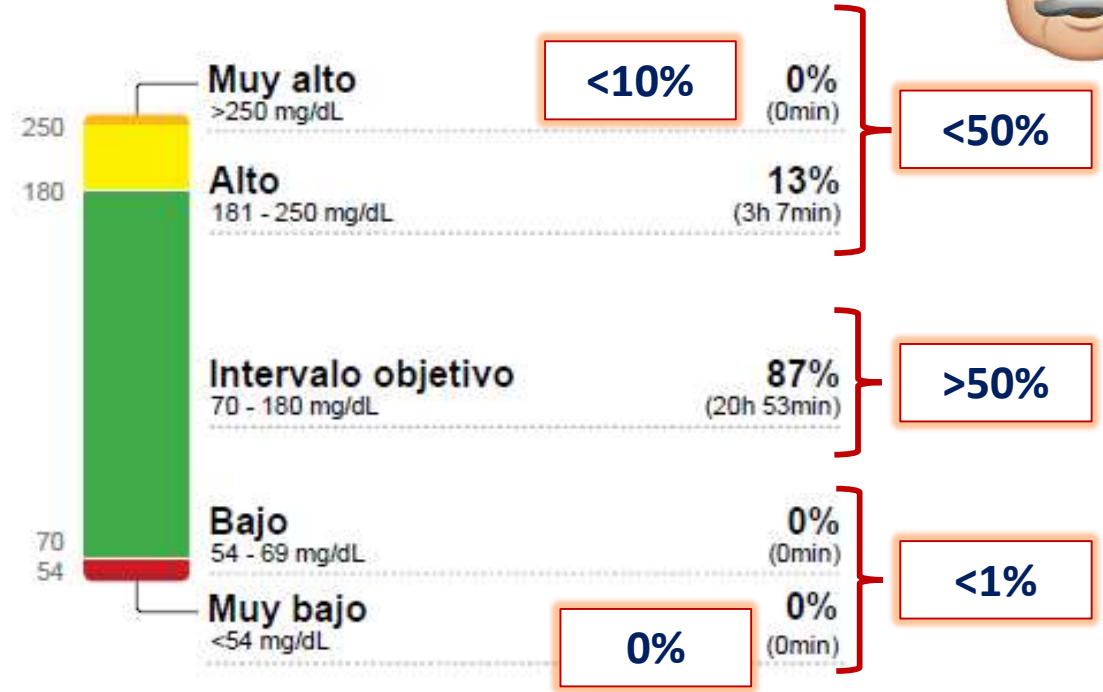 Muy alto
>250 mg/dL
<10%
0%
(0min)
250
<50%
180
Alto
181 - 250 mg/dL
13%
(3h 7min)
Intervalo objetivo
70 - 180 mg/dL
87%
(20h 53min)
>50%
Bajo
54 - 69 mg/dL
0%
(0min)
70
54
<1%
Muy bajo
<54 mg/dL
0%
0%
(0min)